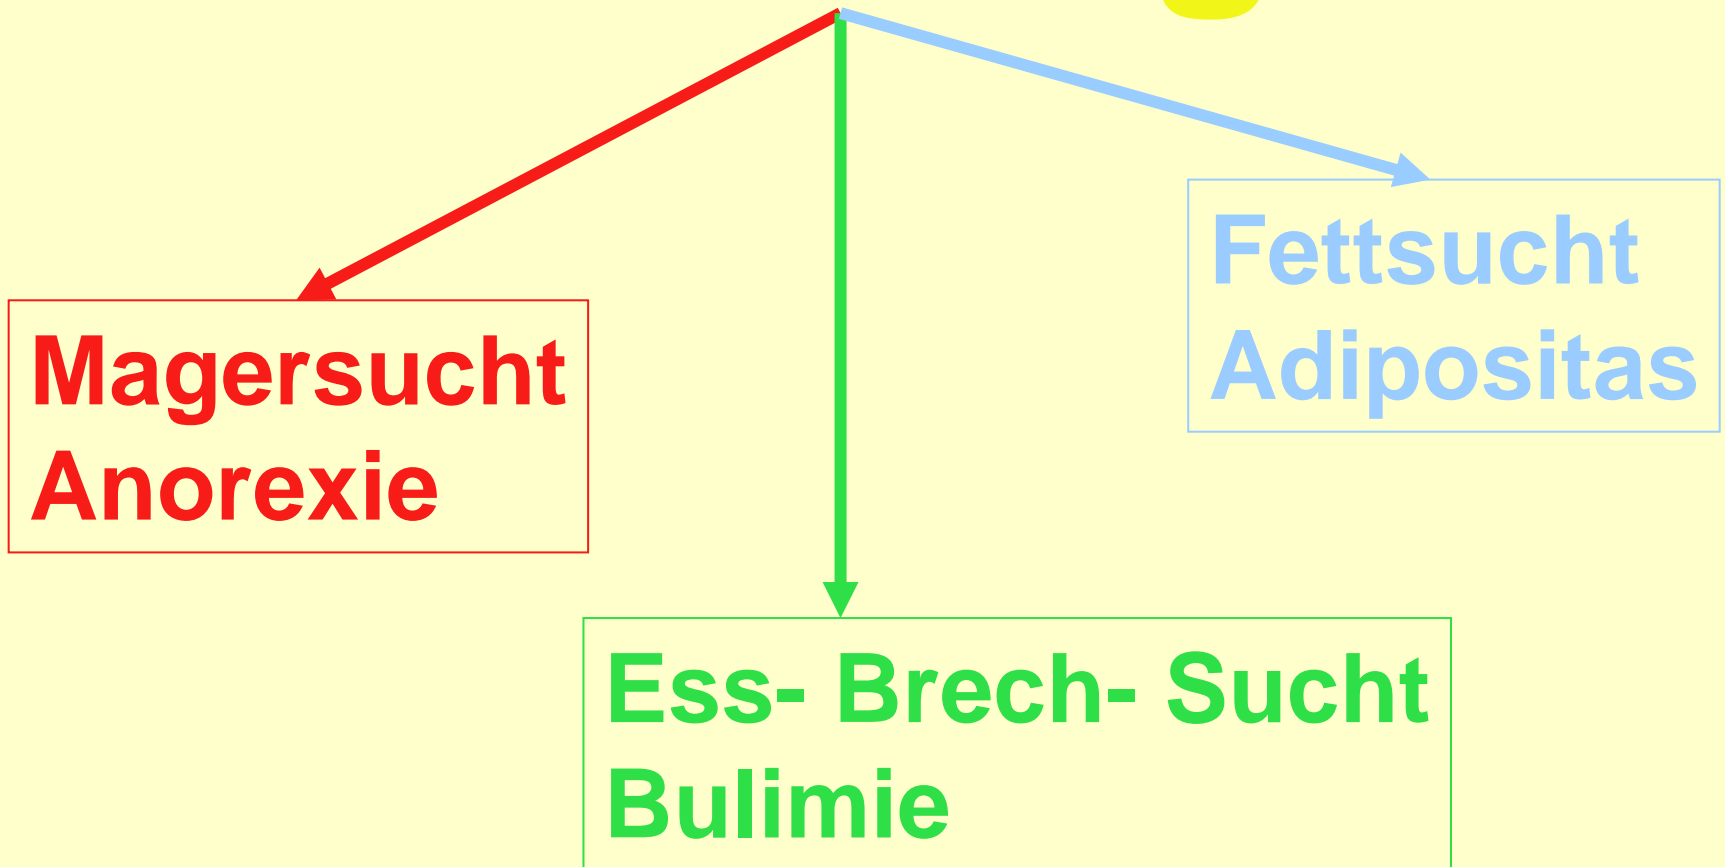 Fettsucht
Adipositas
Magersucht
Anorexie
Ess- Brech- Sucht
Bulimie